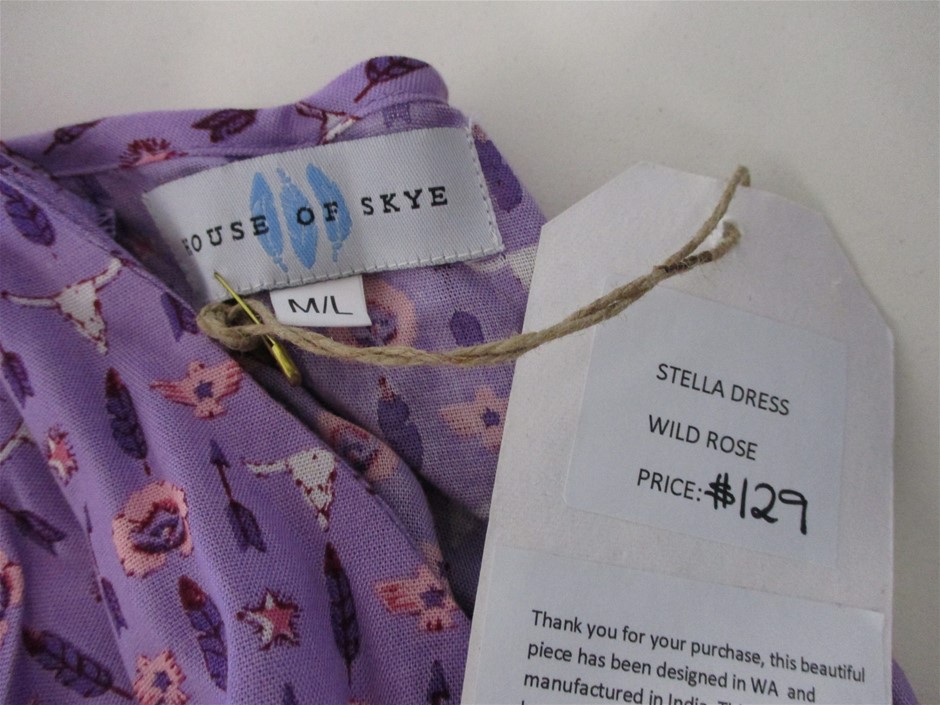 HOUSE OF SKYE
M/L
STELLA DRESS
WILD ROSE
PRICE: $129
Thank you for your purchase, this beautiful
piece has been designed in WA and
manufactured in India.